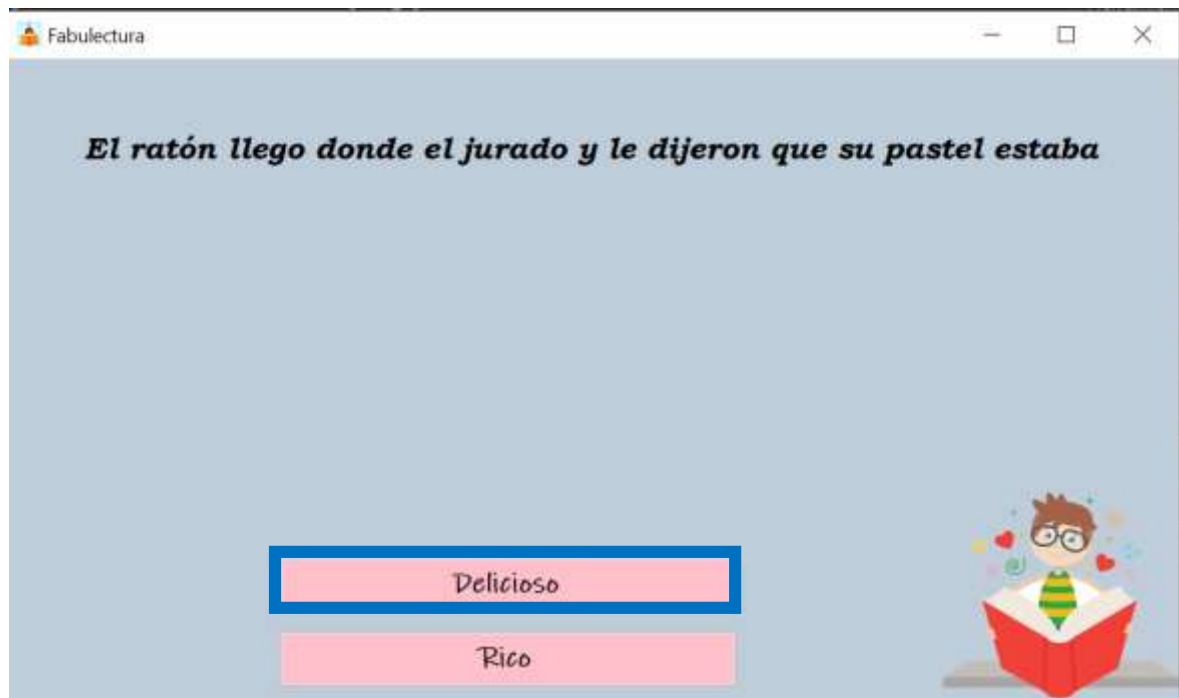 Fabulectura
El ratón llego donde el jurado y le dijeron que su pastel estaba
Delicioso
Rico